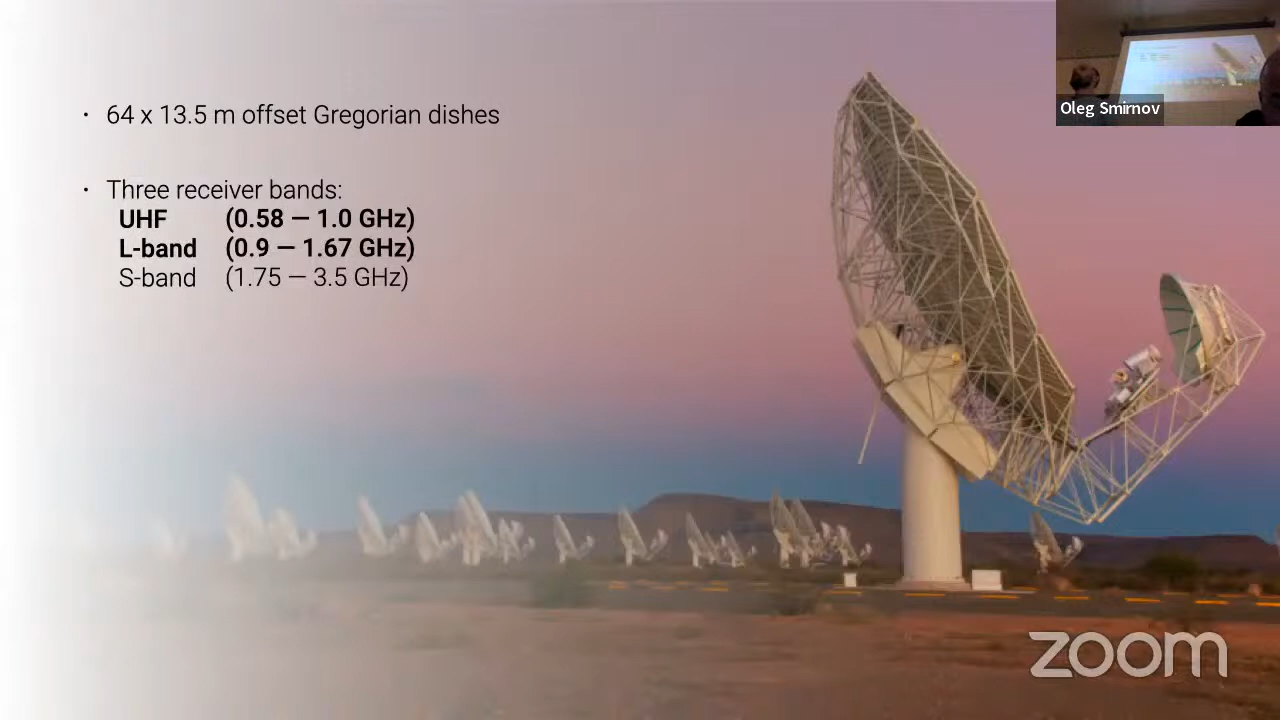 · 64 x 13.5 m offset Gregorian dishes
· Three receiver bands:
UHF (0.58 — 1.0 GHz)
L-band (0.9 — 1.67 GHz)
S-band (1.75 — 3.5 GHz)
Oleg Smirnov
zoom